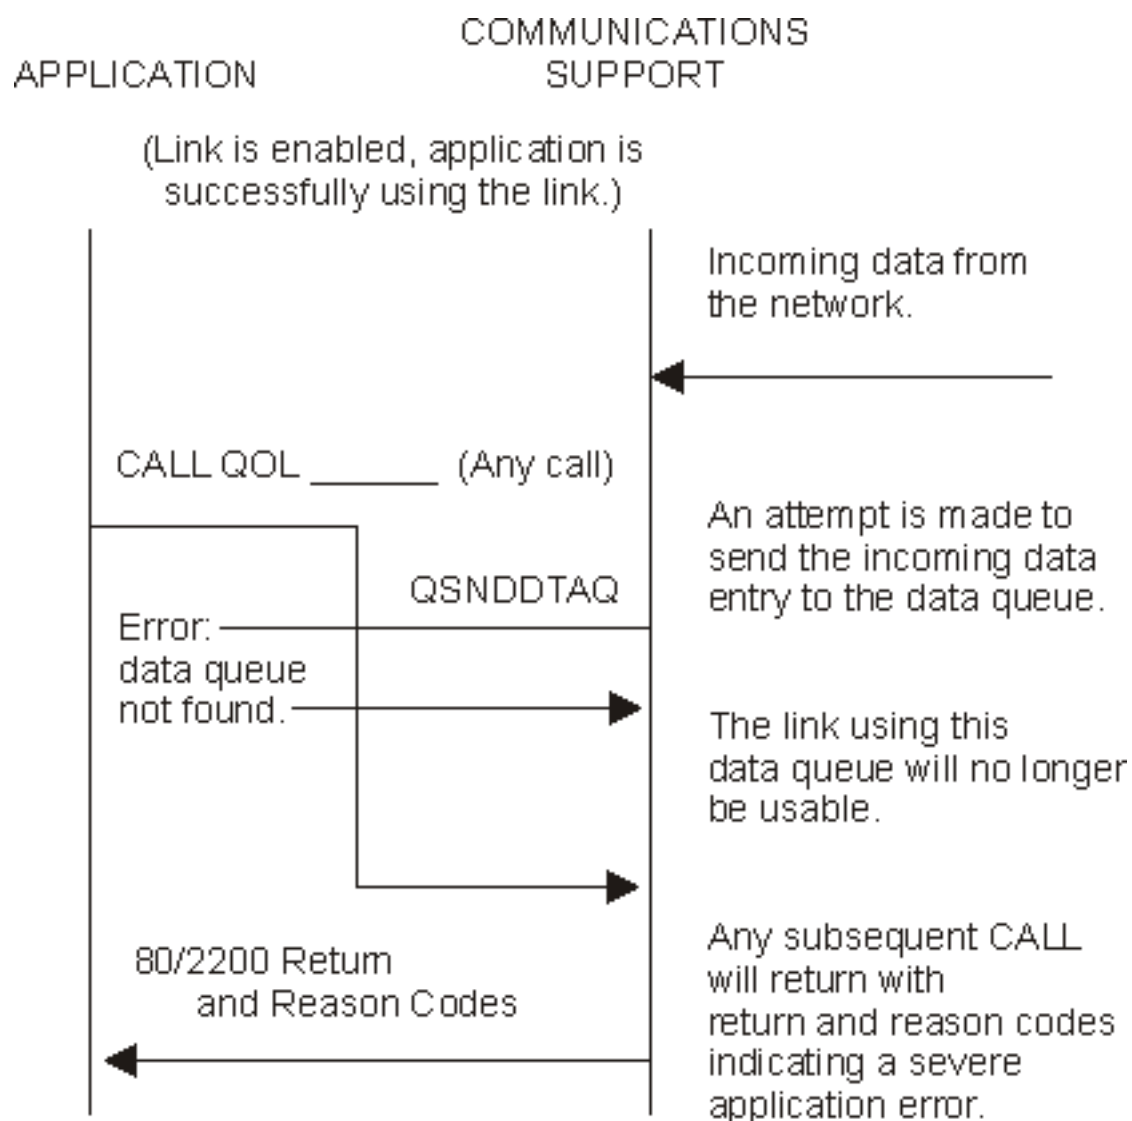 COMMUNICATIONS
SUPPORT
APPLICATION
(Link is enabled, application is
successfully using the link.)
Incoming data from
the network.
CALL QOL ______ (Any call)
An attempt is made to
send the incoming data
entry to the data queue.
QSNDDTAQ
Error:
data queue
not found.
The link using this
data queue will no longer
be usable.
80/2200 Return
and Reason Codes
Any subsequent CALL
will return with
return and reason codes
indicating a severe
application error.